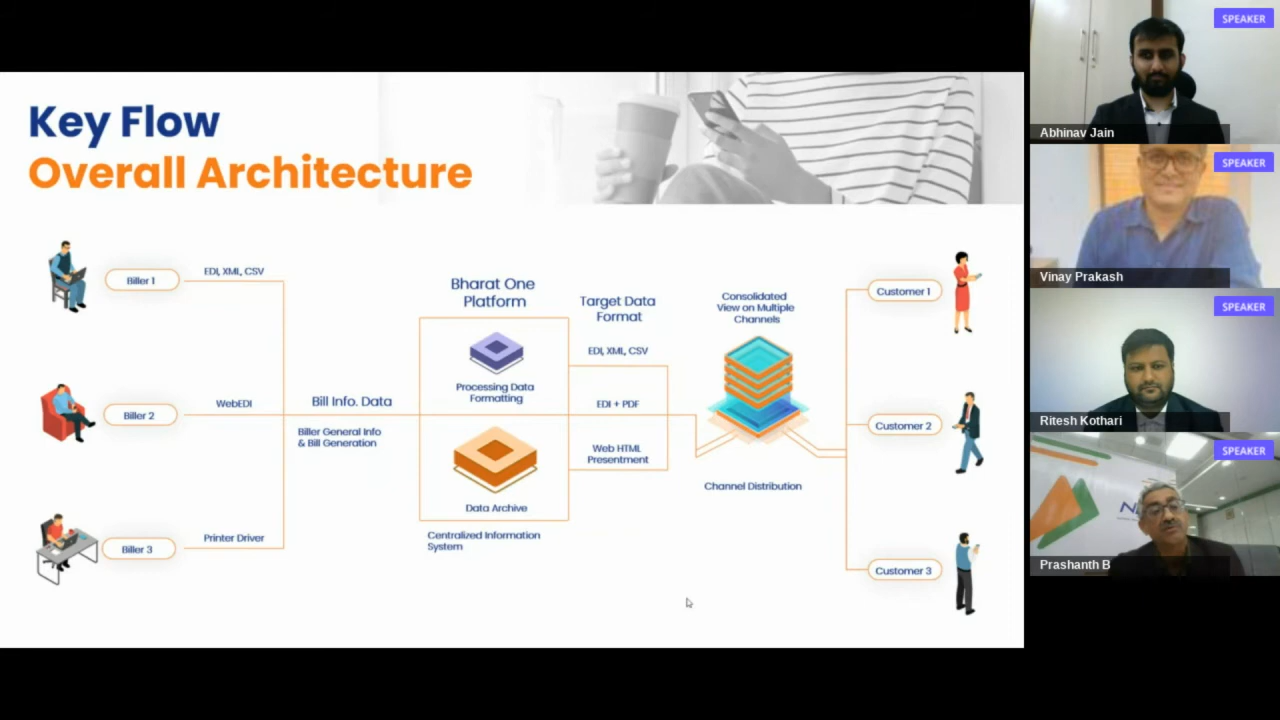 Key Flow
Overall Architecture
Biller 1
EDI, XML, CSV
Biller 2
WebEDI
Biller 3
Printer Driver
Bill Info. Data
Biller General Info
& Bill Generation
Bharat One
Platform
Processing Data
Formatting
Data Archive
Centralized Information
System
Target Data
Format
EDI, XML, CSV
EDI + PDF
Web HTML
Presentment
Consolidated
View on Multiple
Channels
Channel Distribution
Customer 1
Customer 2
Customer 3
SPEAKER
Abhinav Jain
SPEAKER
Vinay Prakash
SPEAKER
Ritesh Kothari
SPEAKER
Prashanth B